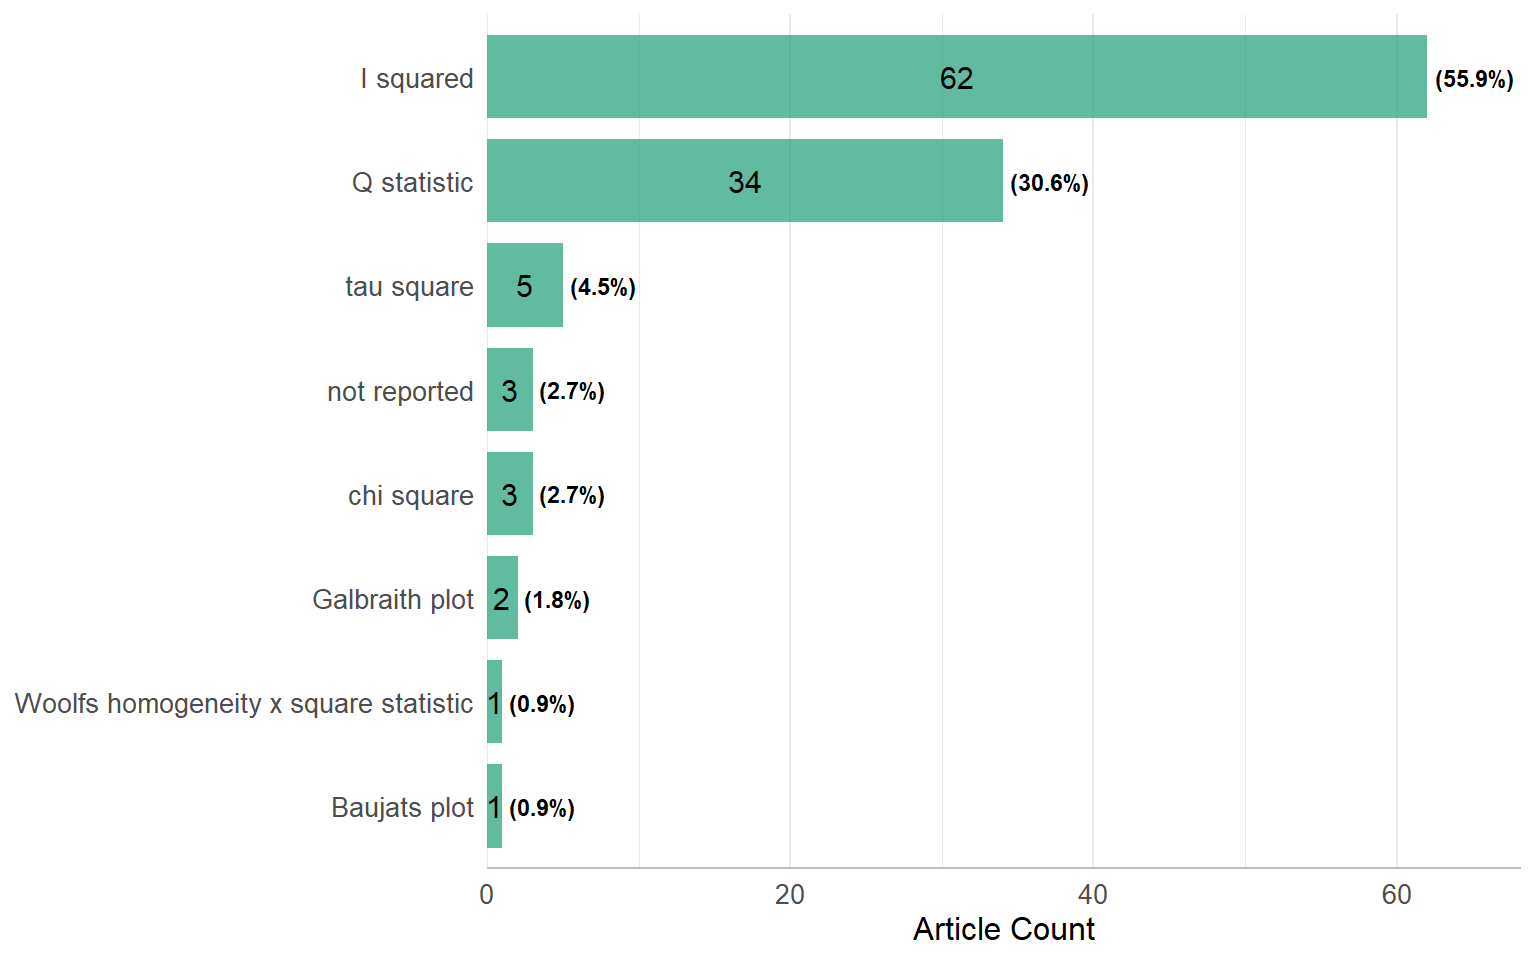 I squared 62 (55.9%)
Q statistic 34 (30.6%)
tau square 5 (4.5%)
not reported 3 (2.7%)
chi square 3 (2.7%)
Galbraith plot 2 (1.8%)
Woolfs homogeneity x square statistic 1 (0.9%)
Baujats plot 1 (0.9%)
0 20 40 60
Article Count